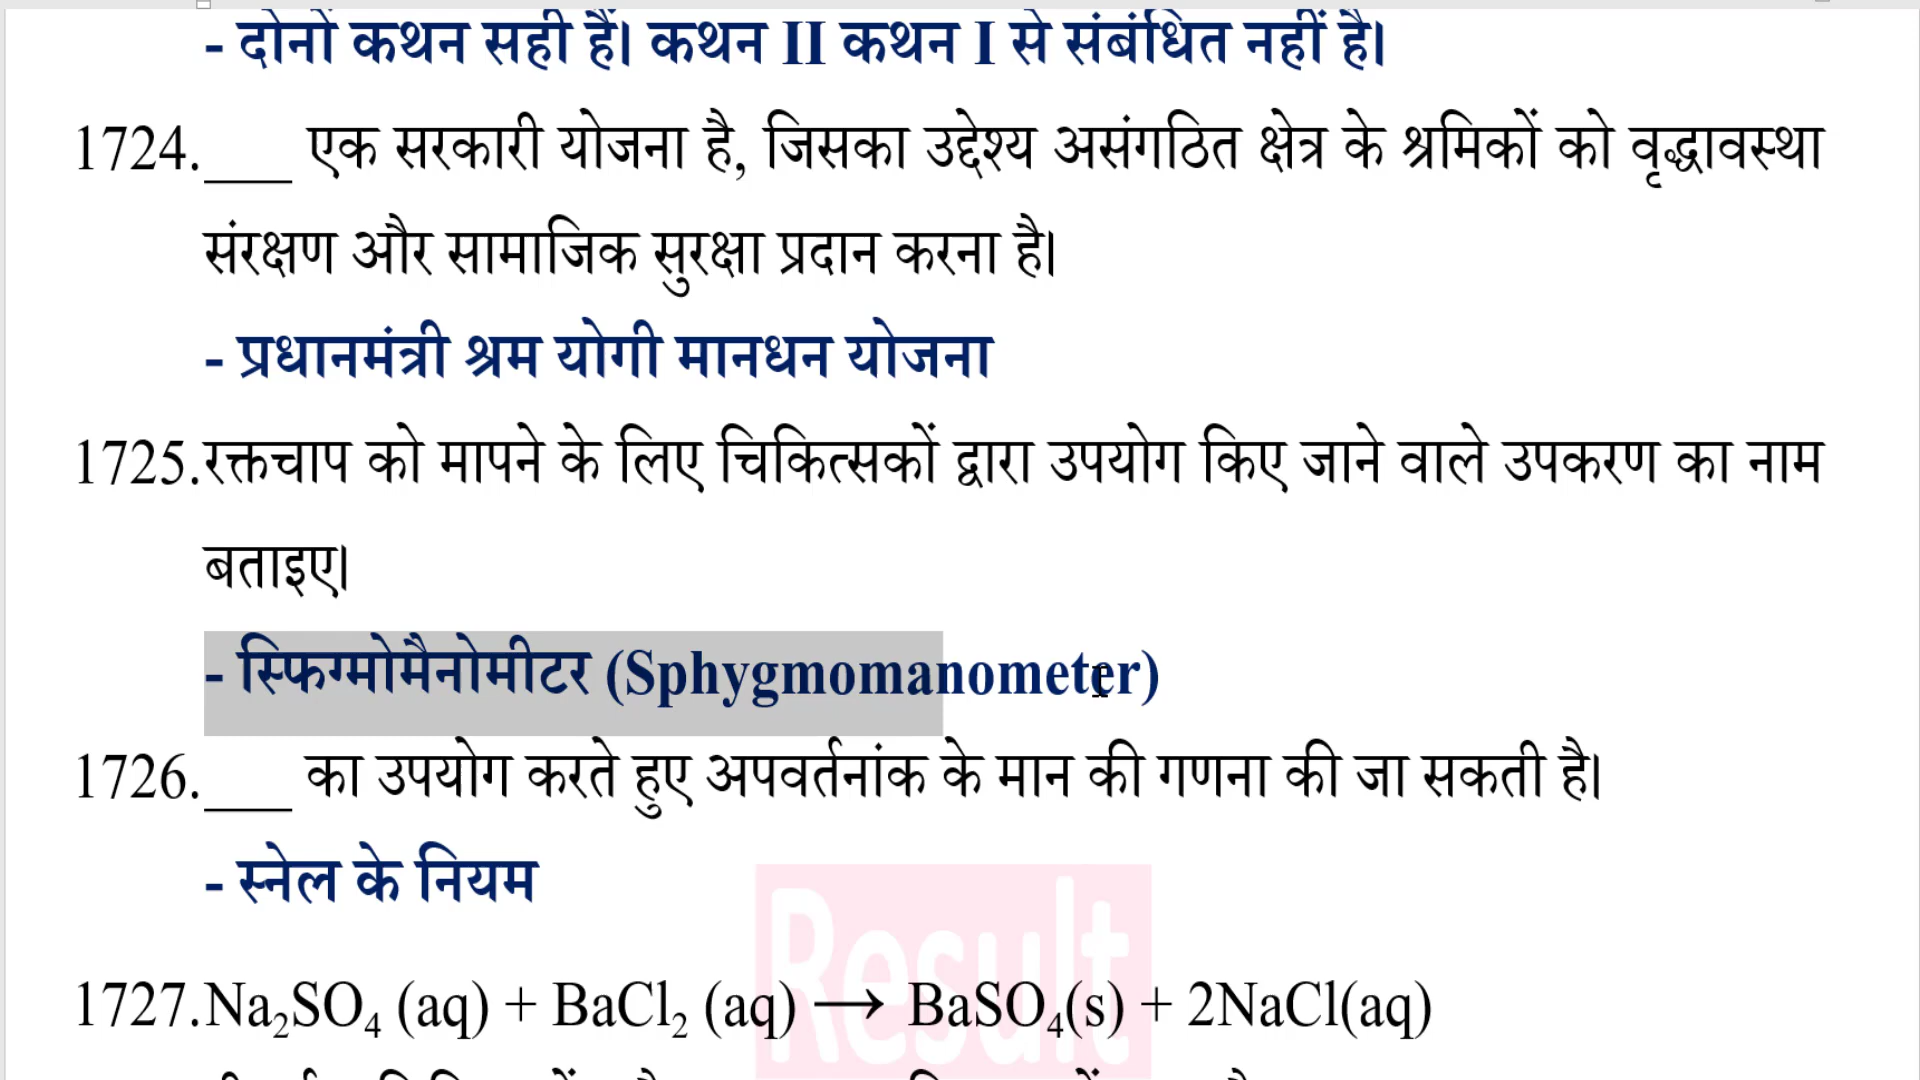 - दोनों कथन सही हैं। कथन II कथन I से संबंधित नहीं है।
1724.___ एक सरकारी योजना है, जिसका उद्देश्य असंगठित क्षेत्र के श्रमिकों को वृद्धावस्था
संरक्षण और सामाजिक सुरक्षा प्रदान करना है।
- प्रधानमंत्री श्रम योगी मानधन योजना
1725.रक्तचाप को मापने के लिए चिकित्सकों द्वारा उपयोग किए जाने वाले उपकरण का नाम
बताइए।
- स्फिग्मोमैनोमीटर (Sphygmomanometer)
1726.___ का उपयोग करते हुए अपवर्तनांक के मान की गणना की जा सकती है।
- स्नेल के नियम
1727.Na₂SO₄ (aq) + BaCl₂ (aq) → BaSO₄(s) + 2NaCl(aq)
Result